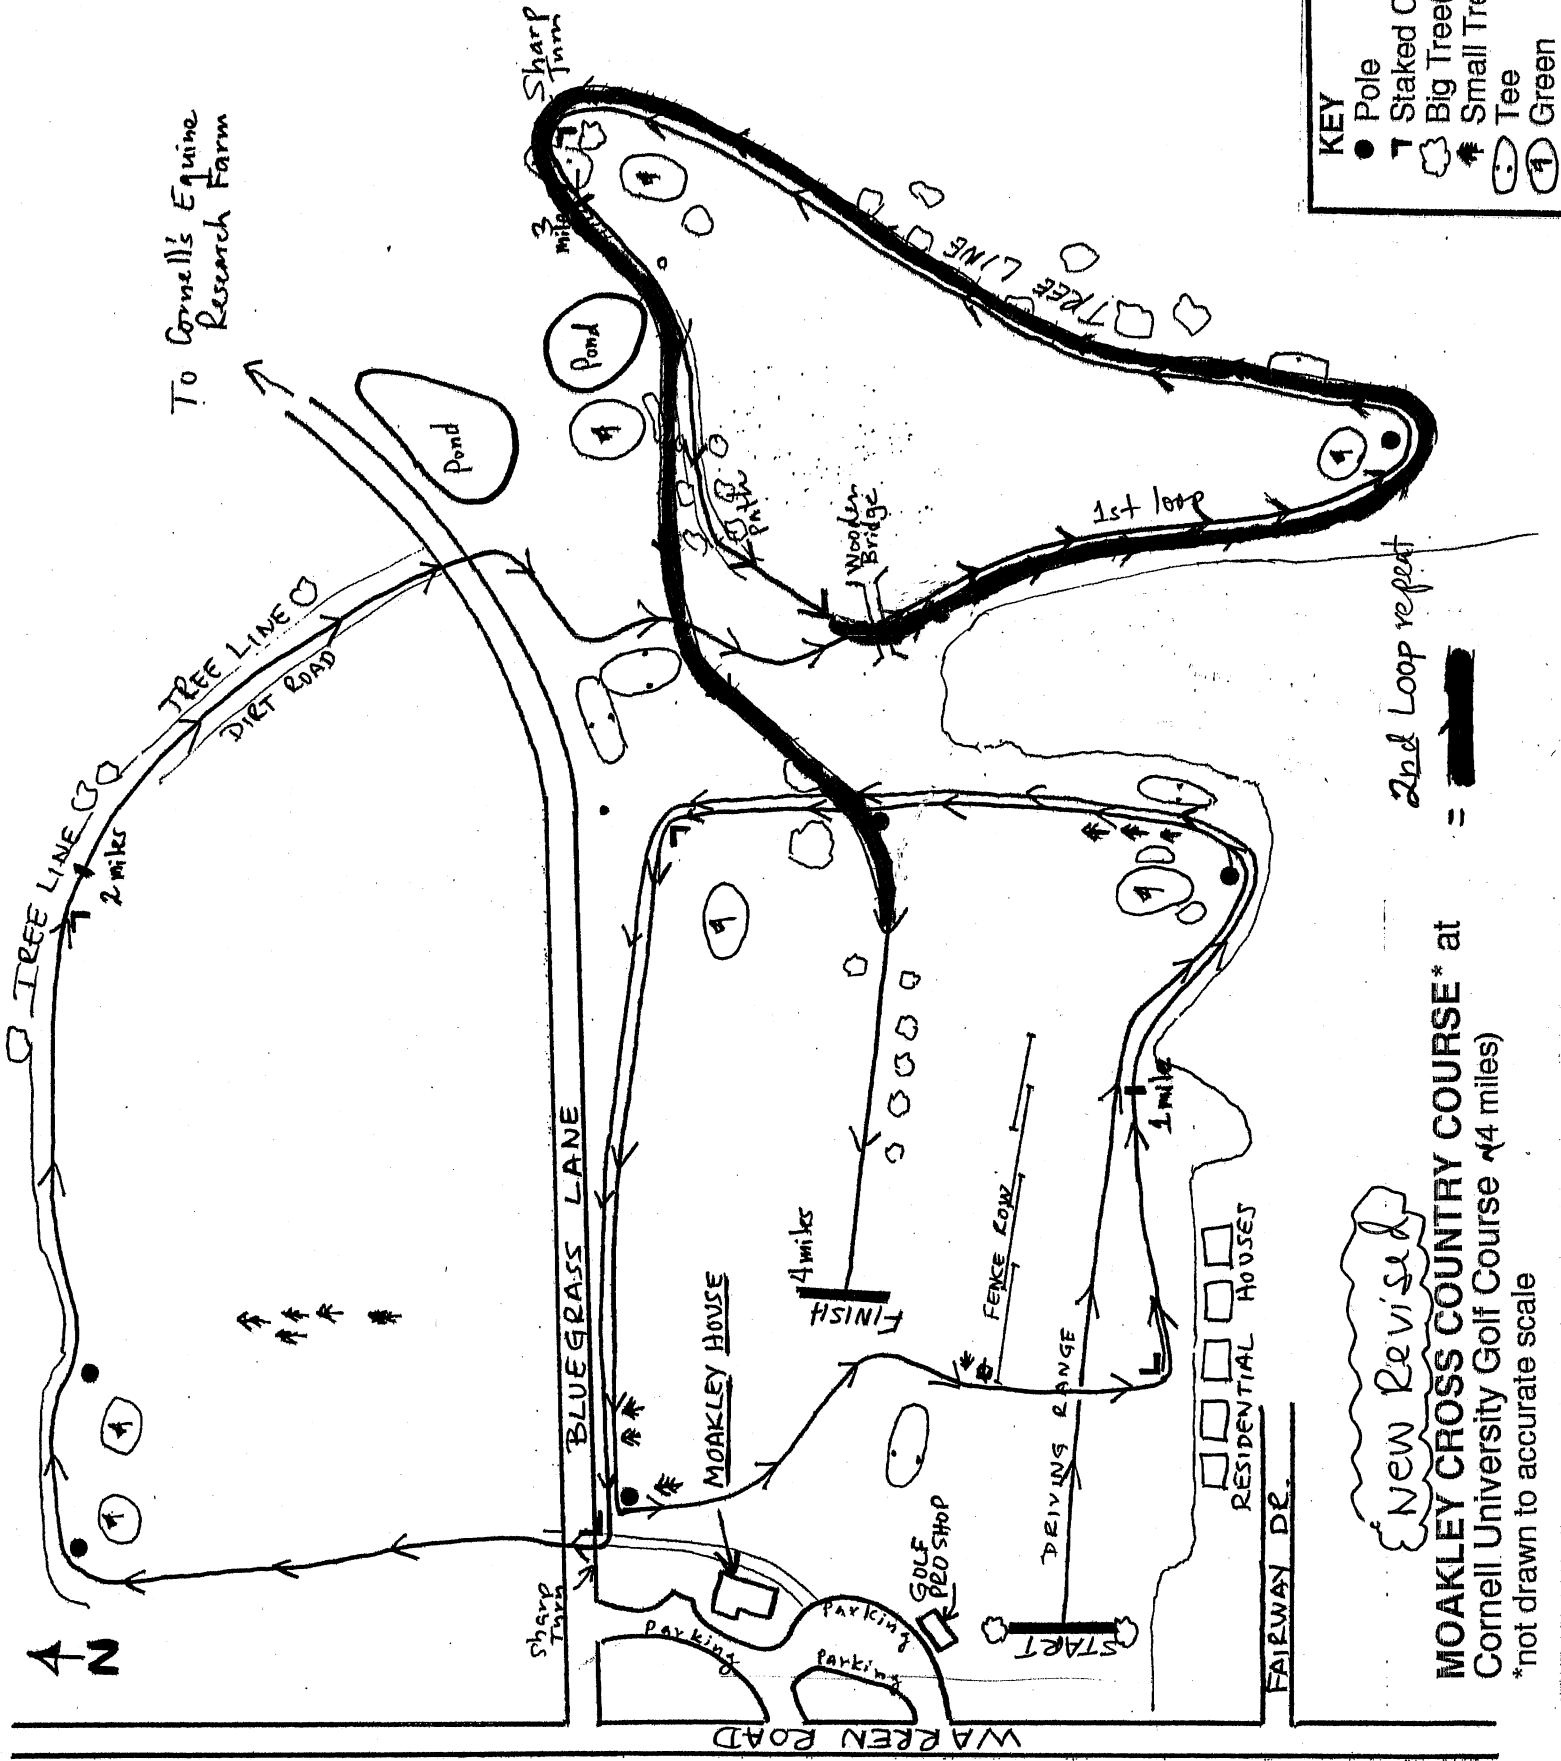 N
To Cornell's Equine
Research Farm
TREE LINE
2 miles
TREE LINE
DIRT ROAD
Pond
Pond
Sharp
Turn
3
mile
Path
Wooden
Bridge
TREE LINE
1st loop
Sharp
Turn
BLUEGRASS LANE
MOAKLEY HOUSE
4 miles
FINISH
Parking
Parking
Parking
GOLF
PRO SHOP
START
DRIVING RANGE
FENCE ROW
1 mile
RESIDENTIAL HOUSES
FAIRWAY DR.
WARREN ROAD
2nd Loop repeat
=
New Revised
MOAKLEY CROSS COUNTRY COURSE* at
Cornell University Golf Course ~4 miles)
*not drawn to accurate scale
KEY
Pole
Staked C
Big Tree
Small Tre
Tee
Green